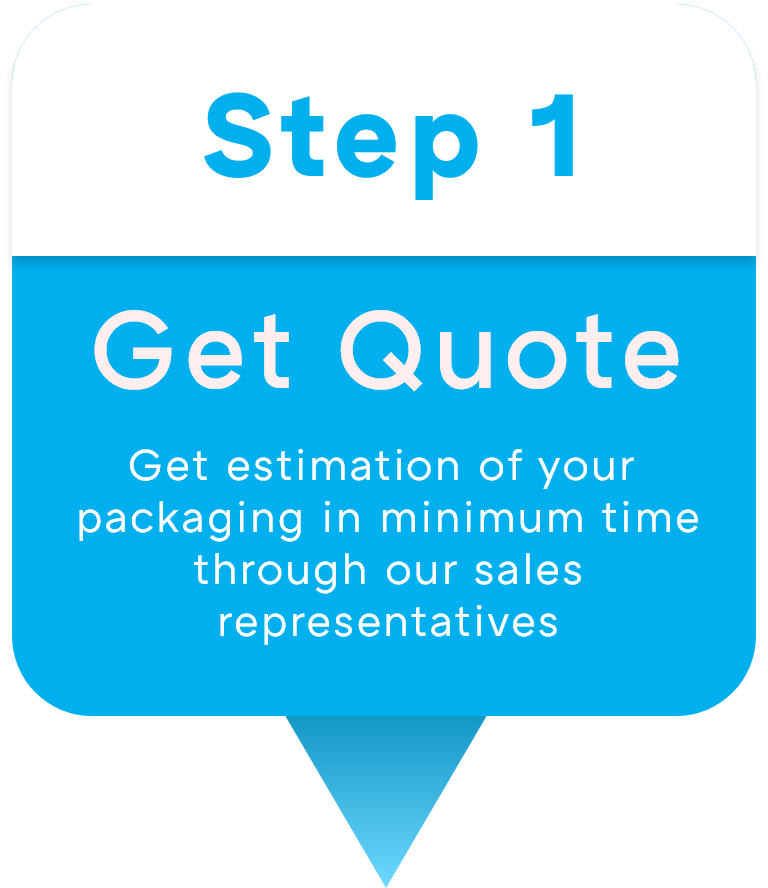 Step 1
Get Quote
Get estimation of your
packaging in minimum time
through our sales
representatives